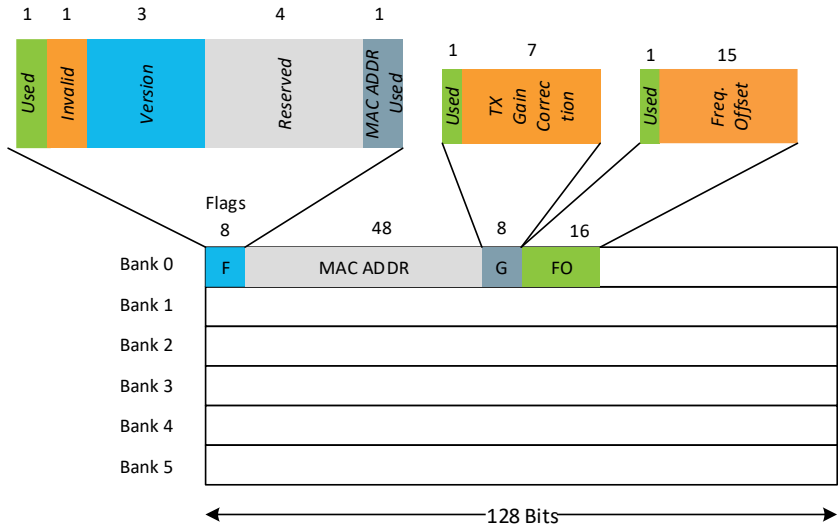 1 1 3 4 1
Used
Invalid
Version
Reserved
MAC ADDR
Used
1 7
Used
TX
Gain
Correc
tion
1 15
Used
Freq.
Offset
Flags
8 48 8 16
Bank 0 F MAC ADDR G FO
Bank 1
Bank 2
Bank 3
Bank 4
Bank 5
128 Bits